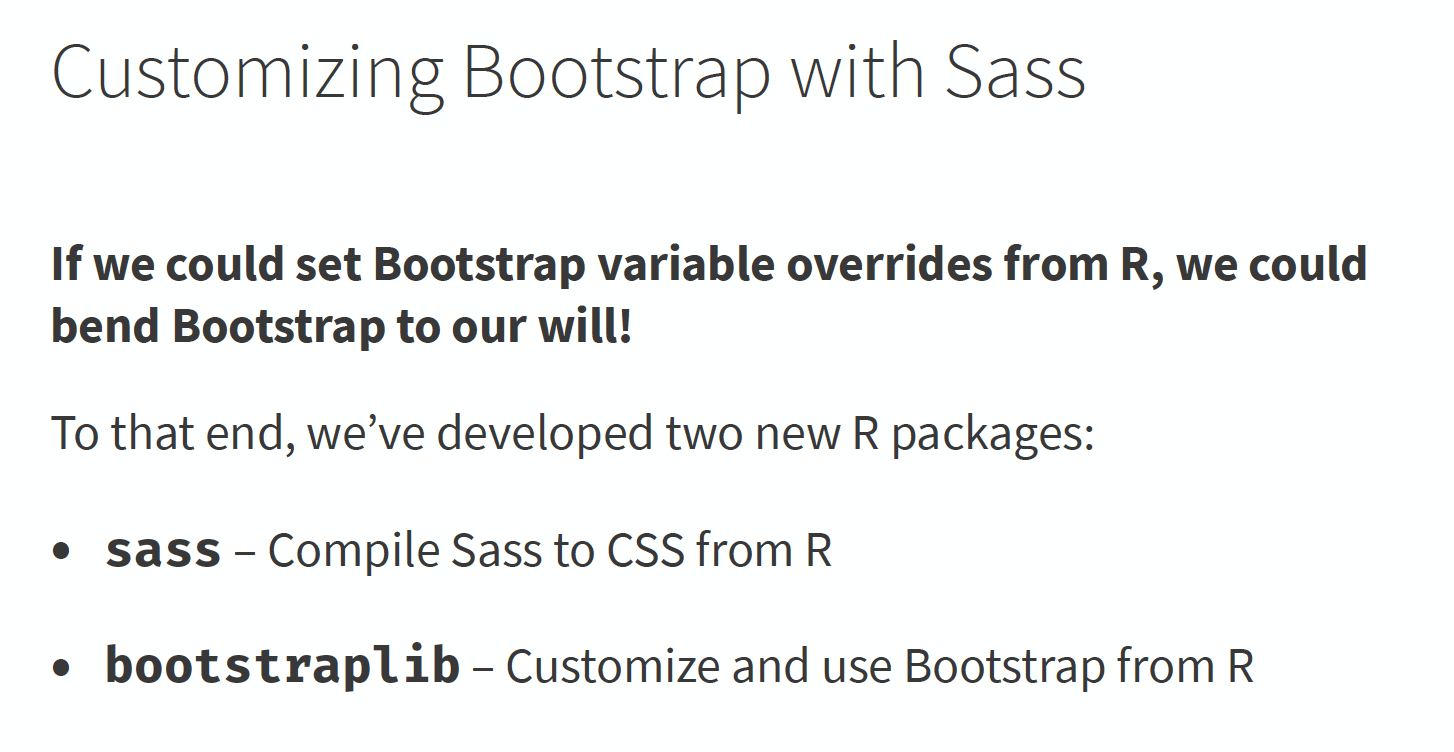 Customizing Bootstrap with Sass
If we could set Bootstrap variable overrides from R, we could
bend Bootstrap to our will!
To that end, we’ve developed two new R packages:
• sass – Compile Sass to CSS from R
• bootstraplib – Customize and use Bootstrap from R